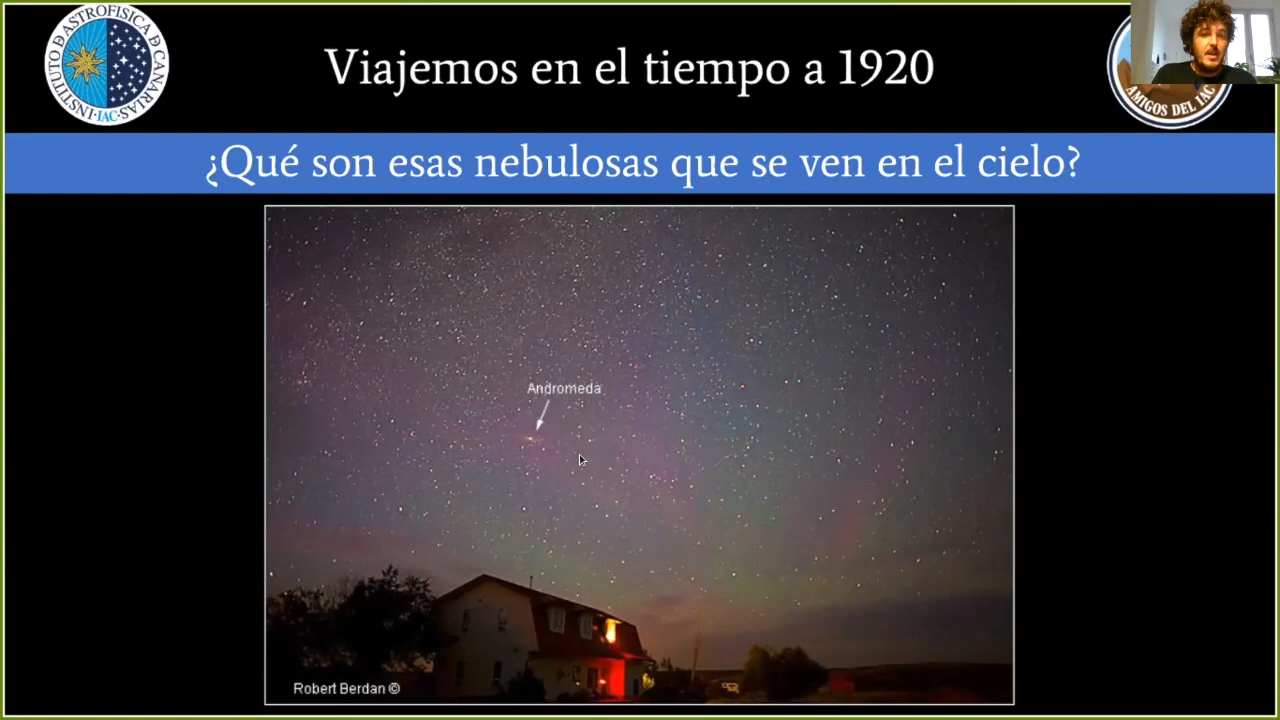 INSTITUTO DE ASTROFISICA DE CANARIAS
·IAC·
Viajemos en el tiempo a 1920
AMIGOS DEL IAC
¿Qué son esas nebulosas que se ven en el cielo?
Andromeda
Robert Berdan ©